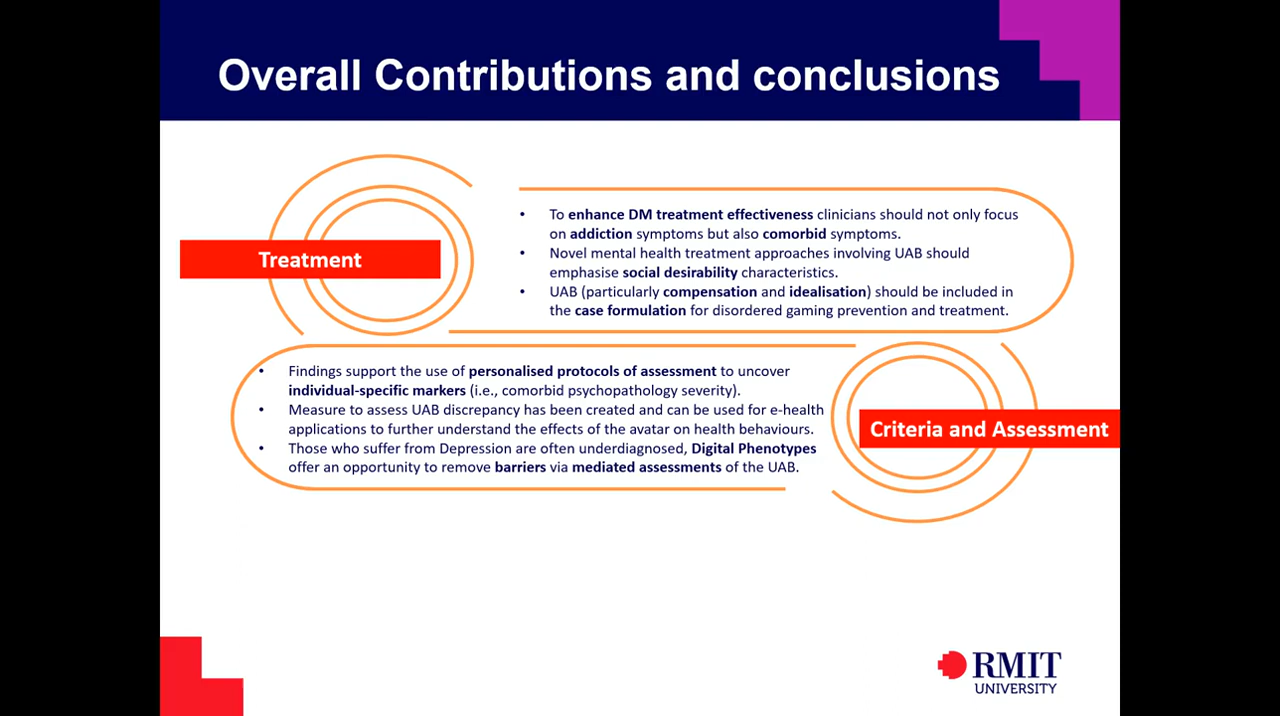 Overall Contributions and conclusions
Treatment
• To enhance DM treatment effectiveness clinicians should not only focus
on addiction symptoms but also comorbid symptoms.
• Novel mental health treatment approaches involving UAB should
emphasise social desirability characteristics.
• UAB (particularly compensation and idealisation) should be included in
the case formulation for disordered gaming prevention and treatment.
• Findings support the use of personalised protocols of assessment to uncover
individual-specific markers (i.e., comorbid psychopathology severity).
• Measure to assess UAB discrepancy has been created and can be used for e-health
applications to further understand the effects of the avatar on health behaviours.
• Those who suffer from Depression are often underdiagnosed, Digital Phenotypes
offer an opportunity to remove barriers via mediated assessments of the UAB.
Criteria and Assessment
RMIT
UNIVERSITY